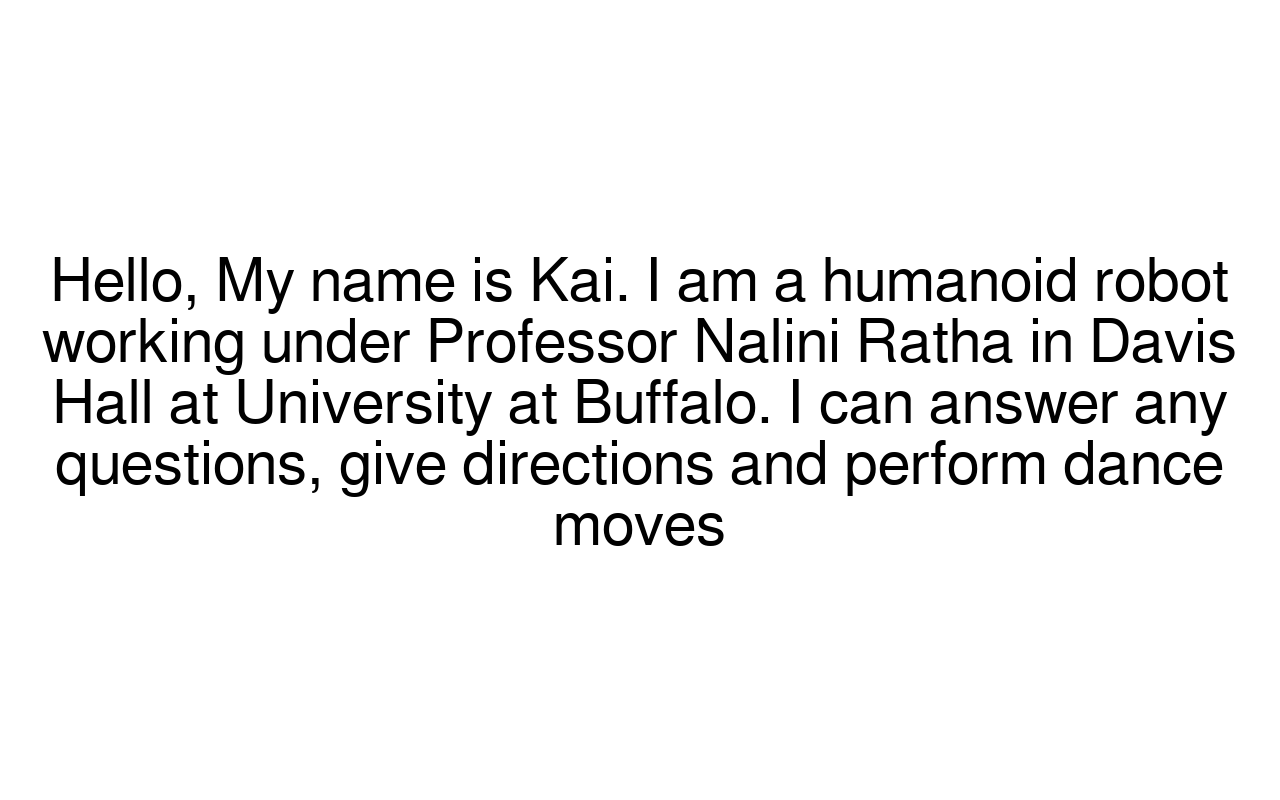 Hello, My name is Kai. I am a humanoid robot
working under Professor Nalini Ratha in Davis
Hall at University at Buffalo. I can answer any
questions, give directions and perform dance
moves